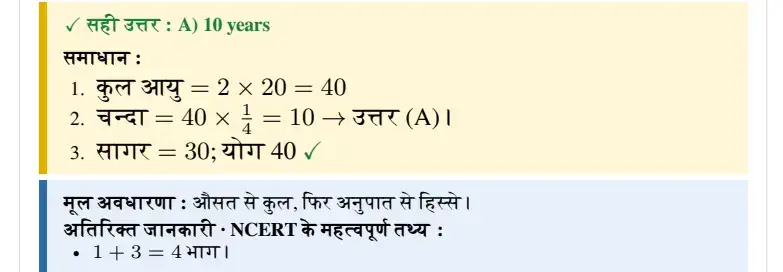 ✓ सही उत्तर : A) 10 years
समाधान :
1. कुल आयु = 2 × 20 = 40
2. चन्दा = 40 × 1/4 = 10 → उत्तर (A)।
3. सागर = 30; योग 40 ✓
मूल अवधारणा : औसत से कुल, फिर अनुपात से हिस्से।
अतिरिक्त जानकारी · NCERT के महत्वपूर्ण तथ्य :
• 1 + 3 = 4 भाग।